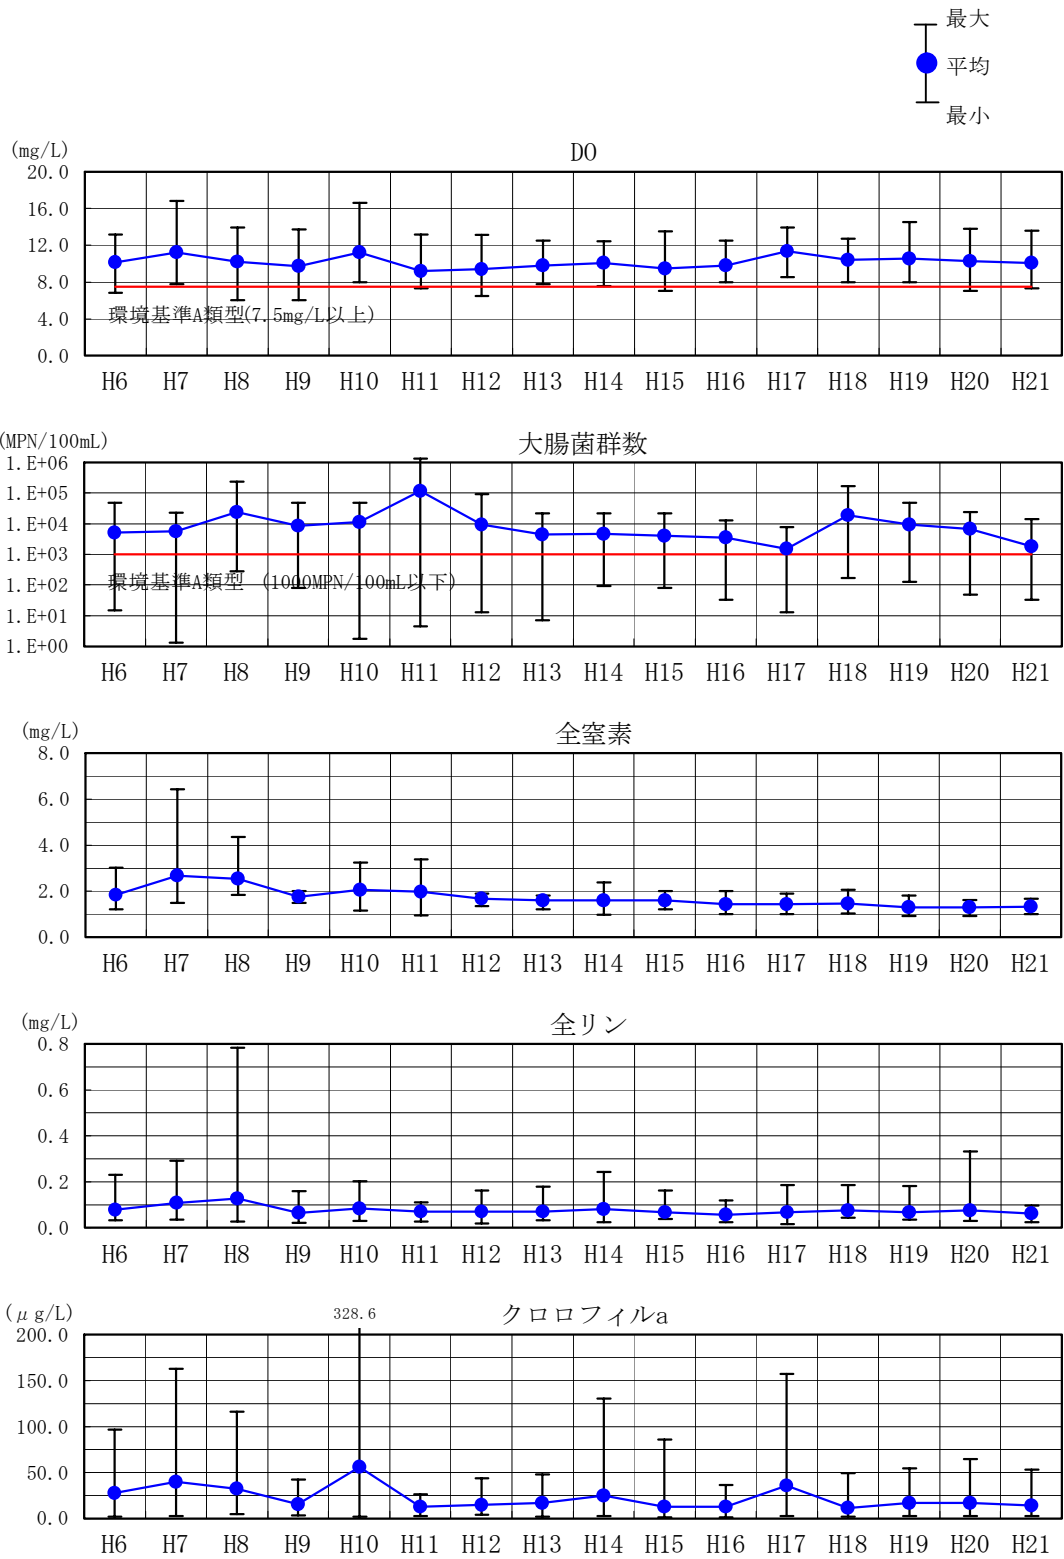 最大
平均
最小
(mg/L)
DO
20.0
16.0
12.0
8.0
4.0
0.0
環境基準A類型(7.5mg/L以上)
H6 H7 H8 H9 H10 H11 H12 H13 H14 H15 H16 H17 H18 H19 H20 H21
(MPN/100mL)
大腸菌群数
1.E+06
1.E+05
1.E+04
1.E+03
1.E+02
1.E+01
1.E+00
環境基準A類型 (1000MPN/100mL以下)
H6 H7 H8 H9 H10 H11 H12 H13 H14 H15 H16 H17 H18 H19 H20 H21
(mg/L)
全窒素
8.0
6.0
4.0
2.0
0.0
H6 H7 H8 H9 H10 H11 H12 H13 H14 H15 H16 H17 H18 H19 H20 H21
(mg/L)
全リン
0.8
0.6
0.4
0.2
0.0
H6 H7 H8 H9 H10 H11 H12 H13 H14 H15 H16 H17 H18 H19 H20 H21
(μg/L)
328.6
クロロフィルa
200.0
150.0
100.0
50.0
0.0
H6 H7 H8 H9 H10 H11 H12 H13 H14 H15 H16 H17 H18 H19 H20 H21